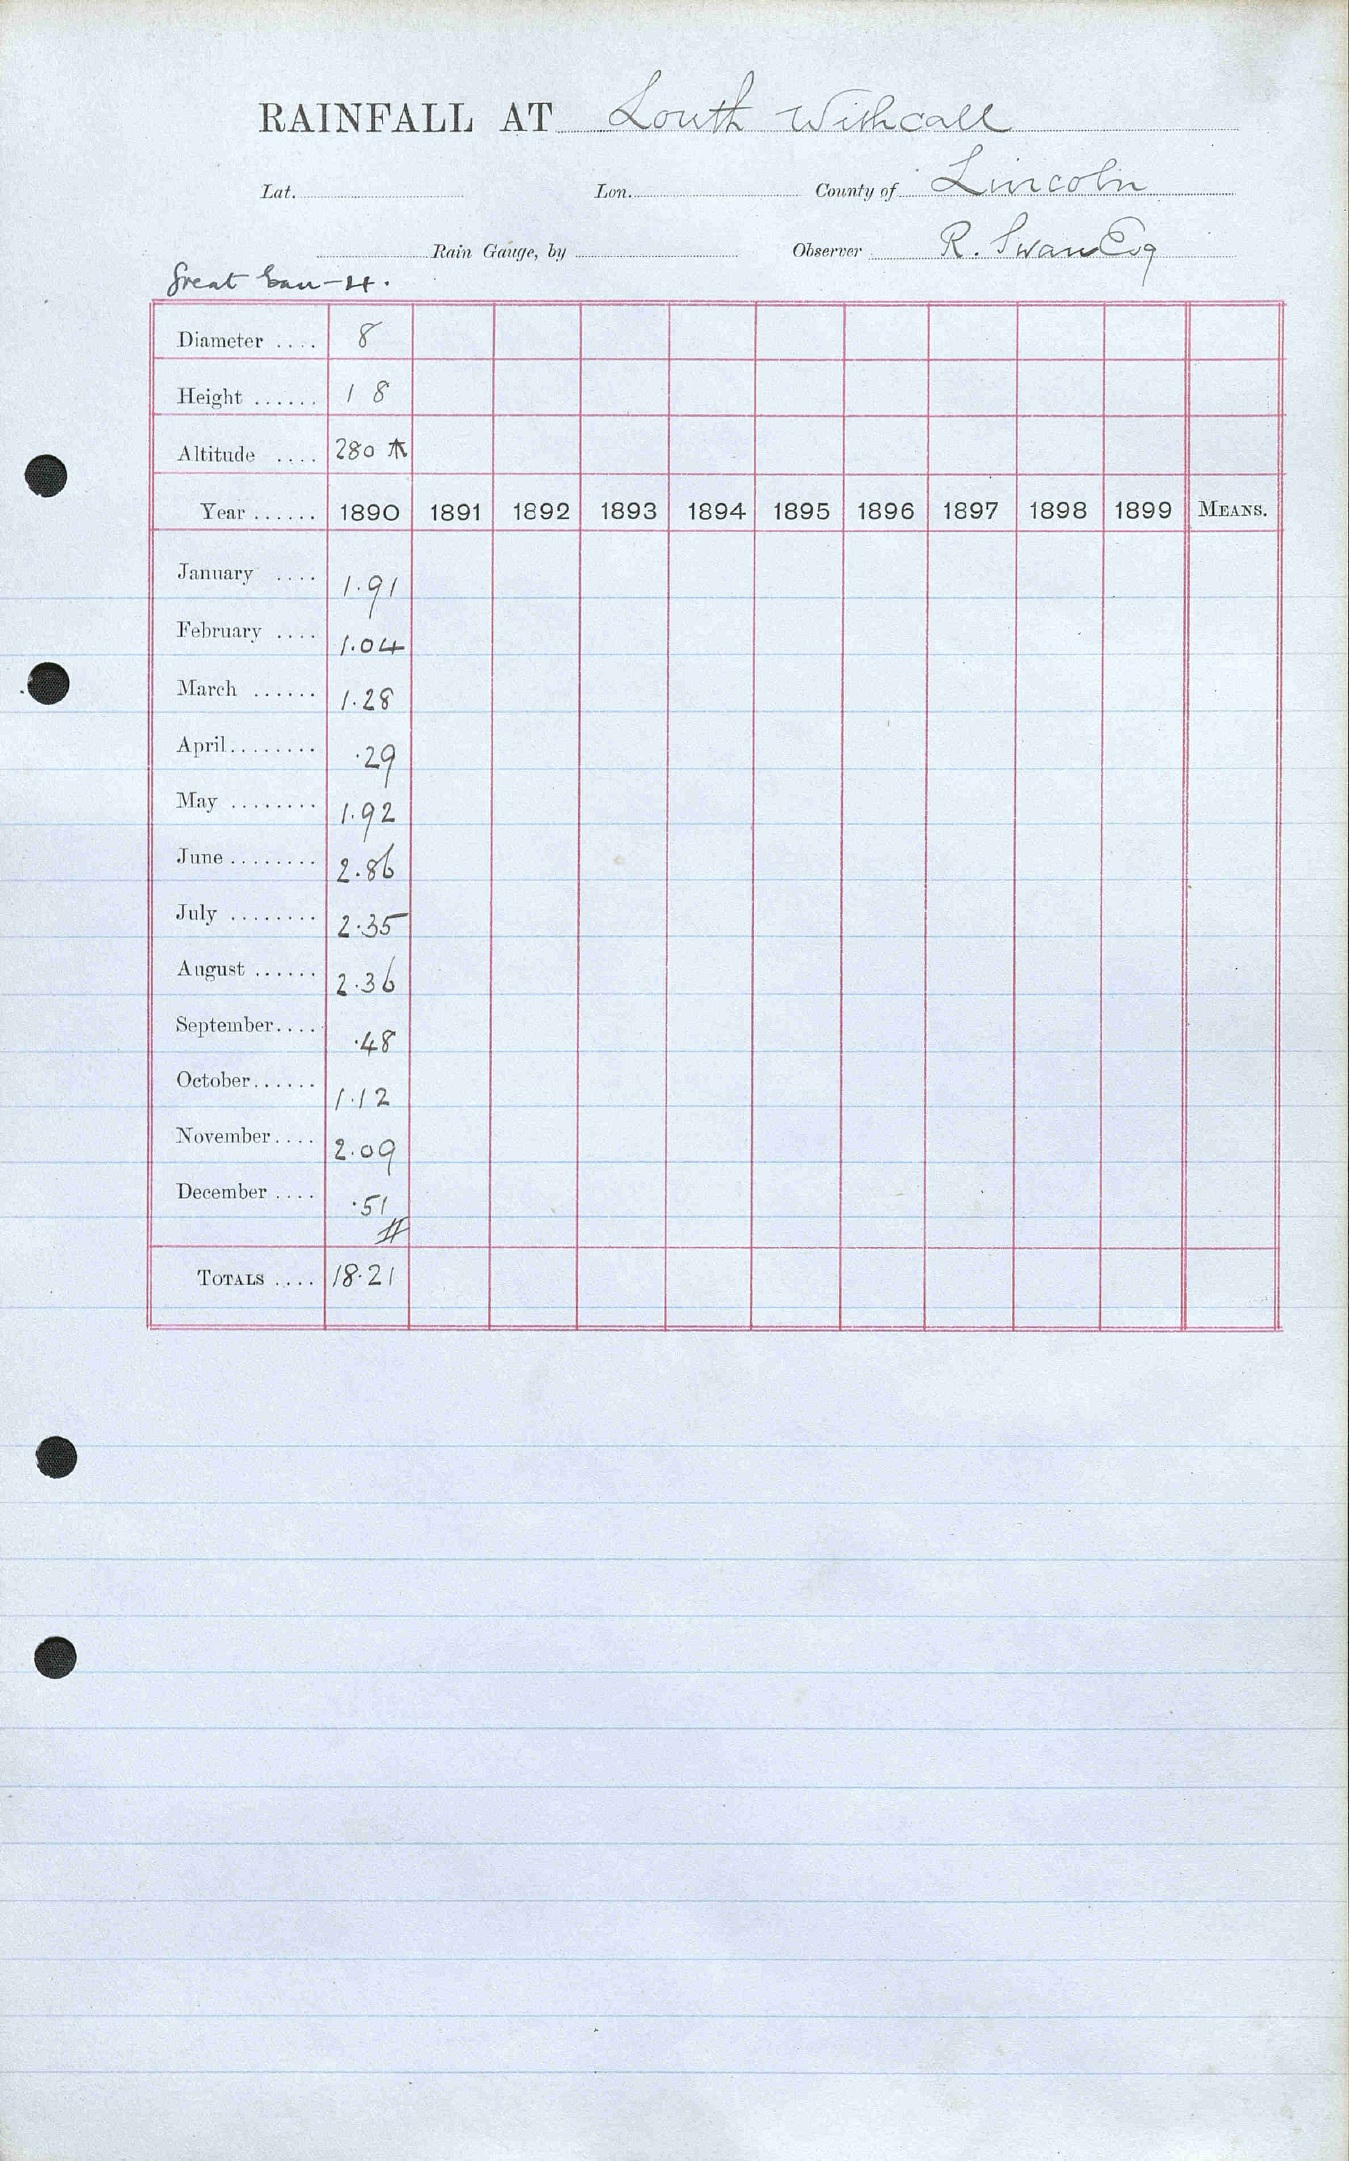 RAINFALL AT Louth Withcall
Lat. Lon. County of Lincoln
Rain Gauge, by Observer R. Swan Esq
Great Eau - 4.
Diameter .... 8
Height ...... 1 8
Altitude .... 280
Year ...... 1890 1891 1892 1893 1894 1895 1896 1897 1898 1899 MEANS.
January .... 1.91
February .... 1.04
March ...... 1.28
April ........ .29
May ........ 1.92
June ........ 2.86
July ........ 2.35
August ...... 2.36
September.... .48
October...... 1.12
November.... 2.09
December .... .51
TOTALS .... 18.21